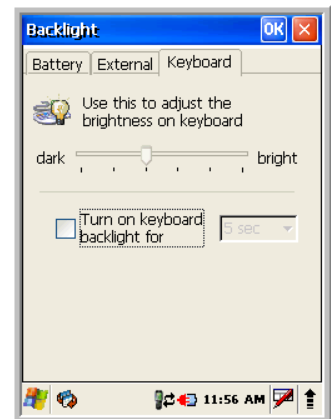 Backlight OK
Battery External Keyboard
Use this to adjust the
brightness on keyboard
dark bright
Turn on keyboard
backlight for
5 sec
11:56 AM